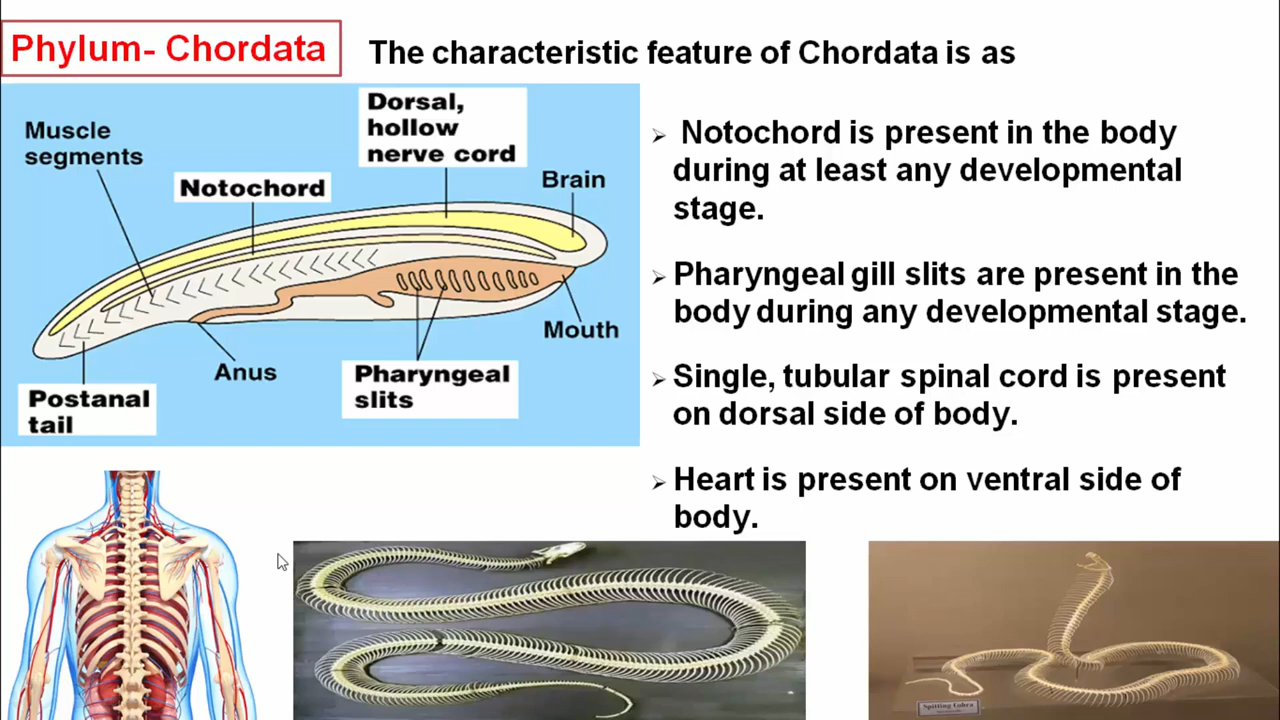 Phylum- Chordata
The characteristic feature of Chordata is as
Muscle
segments
Notochord
Dorsal,
hollow
nerve cord
Brain
Mouth
Anus
Pharyngeal
slits
Postanal
tail
➢ Notochord is present in the body
during at least any developmental
stage.
➢ Pharyngeal gill slits are present in the
body during any developmental stage.
➢ Single, tubular spinal cord is present
on dorsal side of body.
➢ Heart is present on ventral side of
body.
Spitting Cobra